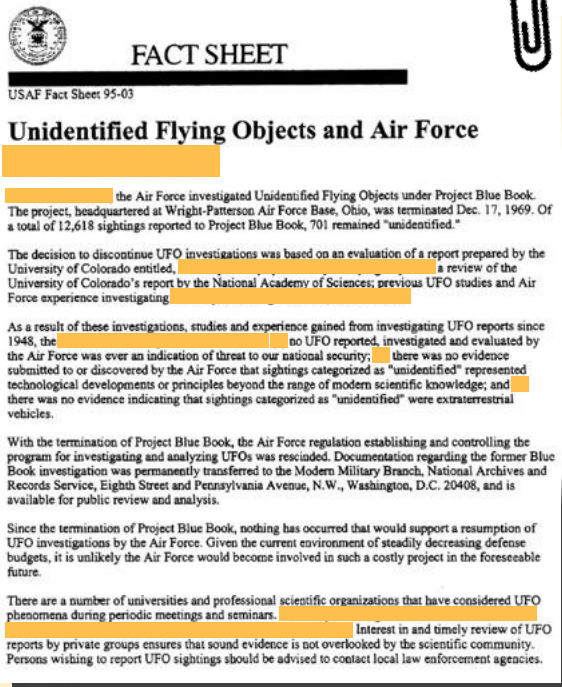 FACT SHEET
USAF Fact Sheet 95-03
Unidentified Flying Objects and Air Force
the Air Force investigated Unidentified Flying Objects under Project Blue Book.
The project, headquartered at Wright-Patterson Air Force Base, Ohio, was terminated Dec. 17, 1969. Of
a total of 12,618 sightings reported to Project Blue Book, 701 remained "unidentified."
The decision to discontinue UFO investigations was based on an evaluation of a report prepared by the
University of Colorado entitled, a review of the
University of Colorado's report by the National Academy of Sciences; previous UFO studies and Air
Force experience investigating
As a result of these investigations, studies and experience gained from investigating UFO reports since
1948, the no UFO reported, investigated and evaluated by
the Air Force was ever an indication of threat to our national security; there was no evidence
submitted to or discovered by the Air Force that sightings categorized as "unidentified" represented
technological developments or principles beyond the range of modern scientific knowledge; and
there was no evidence indicating that sightings categorized as "unidentified" were extraterrestrial
vehicles.
With the termination of Project Blue Book, the Air Force regulation establishing and controlling the
program for investigating and analyzing UFOs was rescinded. Documentation regarding the former Blue
Book investigation was permanently transferred to the Modern Military Branch, National Archives and
Records Service, Eighth Street and Pennsylvania Avenue, N.W., Washington, D.C. 20408, and is
available for public review and analysis.
Since the termination of Project Blue Book, nothing has occurred that would support a resumption of
UFO investigations by the Air Force. Given the current environment of steadily decreasing defense
budgets, it is unlikely the Air Force would become involved in such a costly project in the foreseeable
future.
There are a number of universities and professional scientific organizations that have considered UFO
phenomena during periodic meetings and seminars.
Interest in and timely review of UFO
reports by private groups ensures that sound evidence is not overlooked by the scientific community.
Persons wishing to report UFO sightings should be advised to contact local law enforcement agencies.